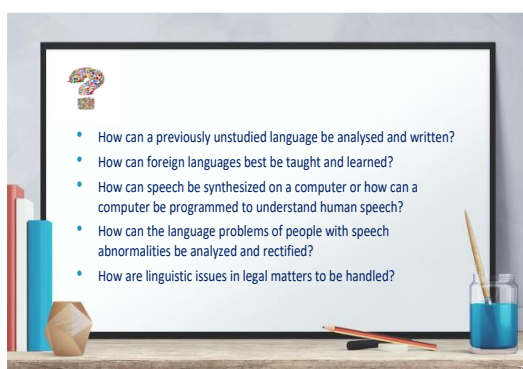 • How can a previously unstudied language be analysed and written?
• How can foreign languages best be taught and learned?
• How can speech be synthesized on a computer or how can a
computer be programmed to understand human speech?
• How can the language problems of people with speech
abnormalities be analyzed and rectified?
• How are linguistic issues in legal matters to be handled?